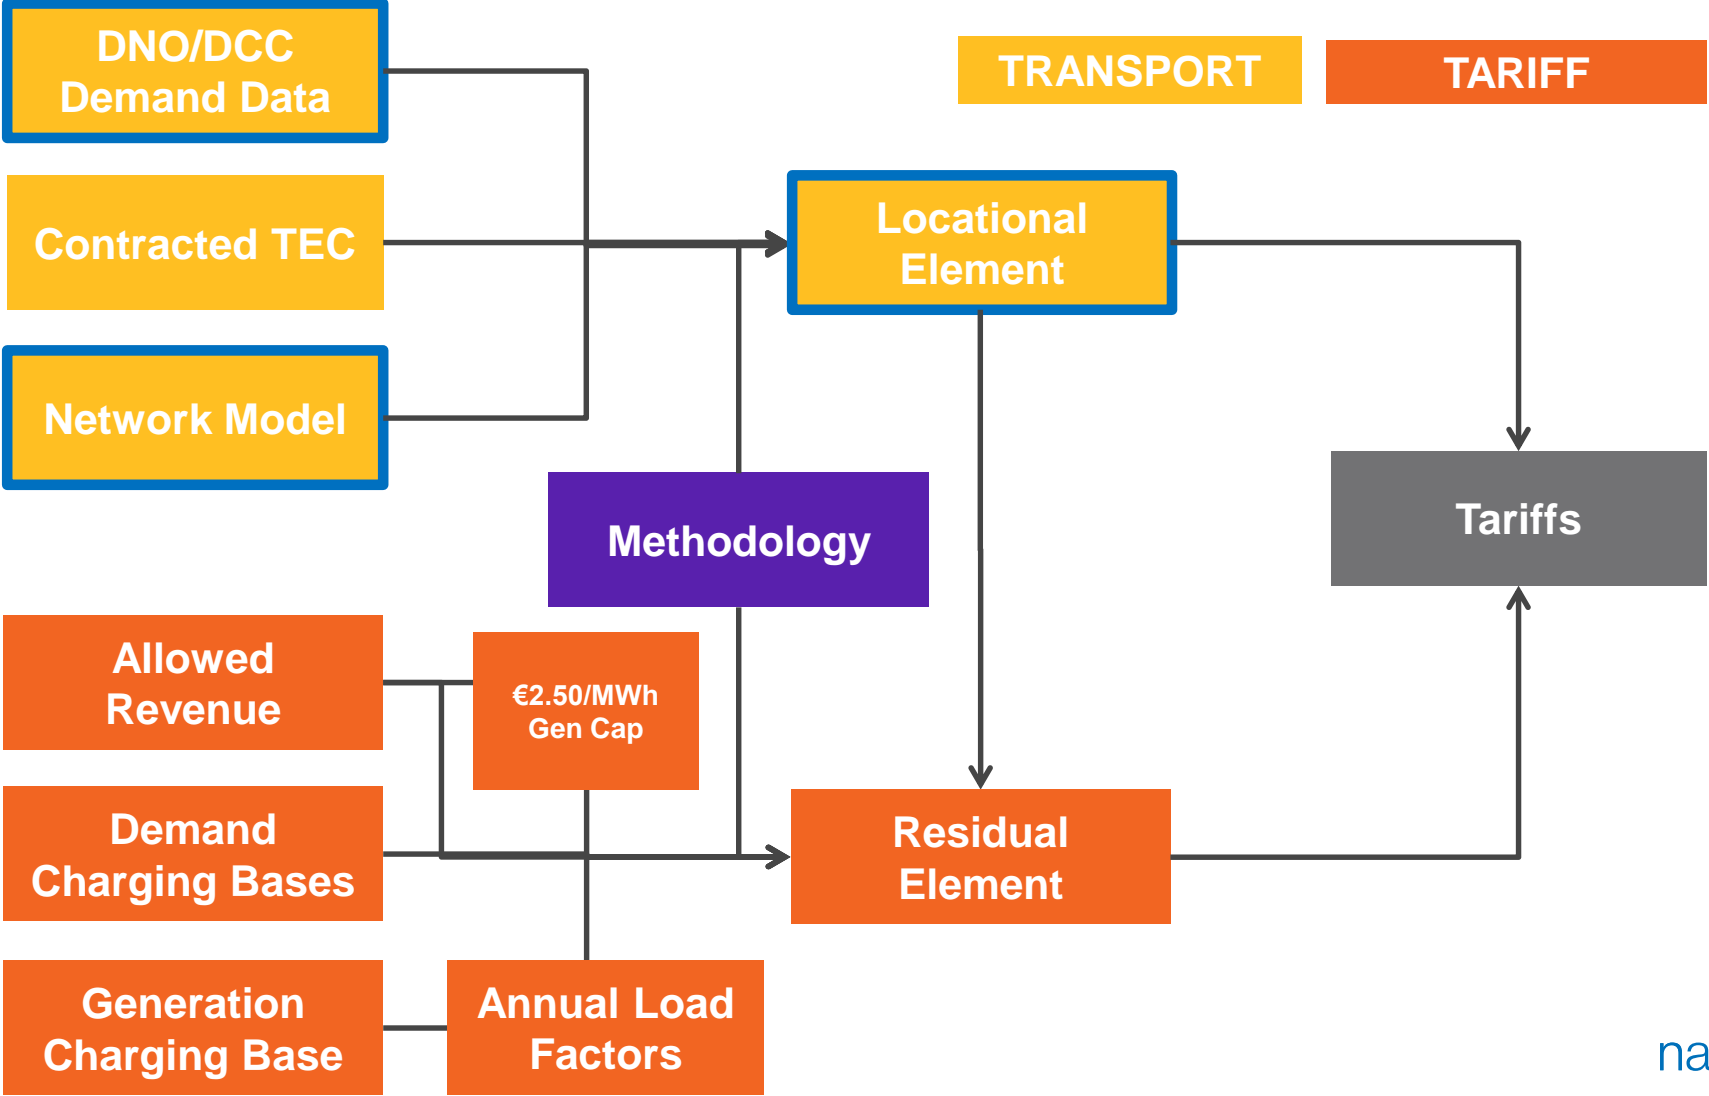 DNO/DCC
Demand Data
TRANSPORT
TARIFF
Contracted TEC
Locational
Element
Network Model
Methodology
Tariffs
Allowed
Revenue
€2.50/MWh
Gen Cap
Demand
Charging Bases
Residual
Element
Generation
Charging Base
Annual Load
Factors
na